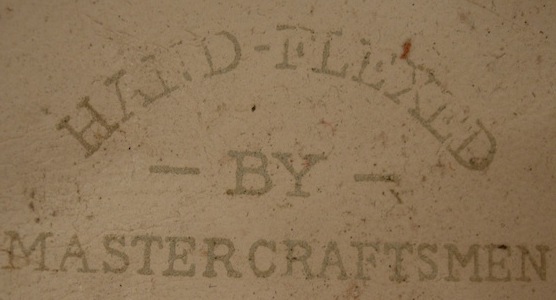 HAND-FLEXED
- BY -
MASTERCRAFTSMEN